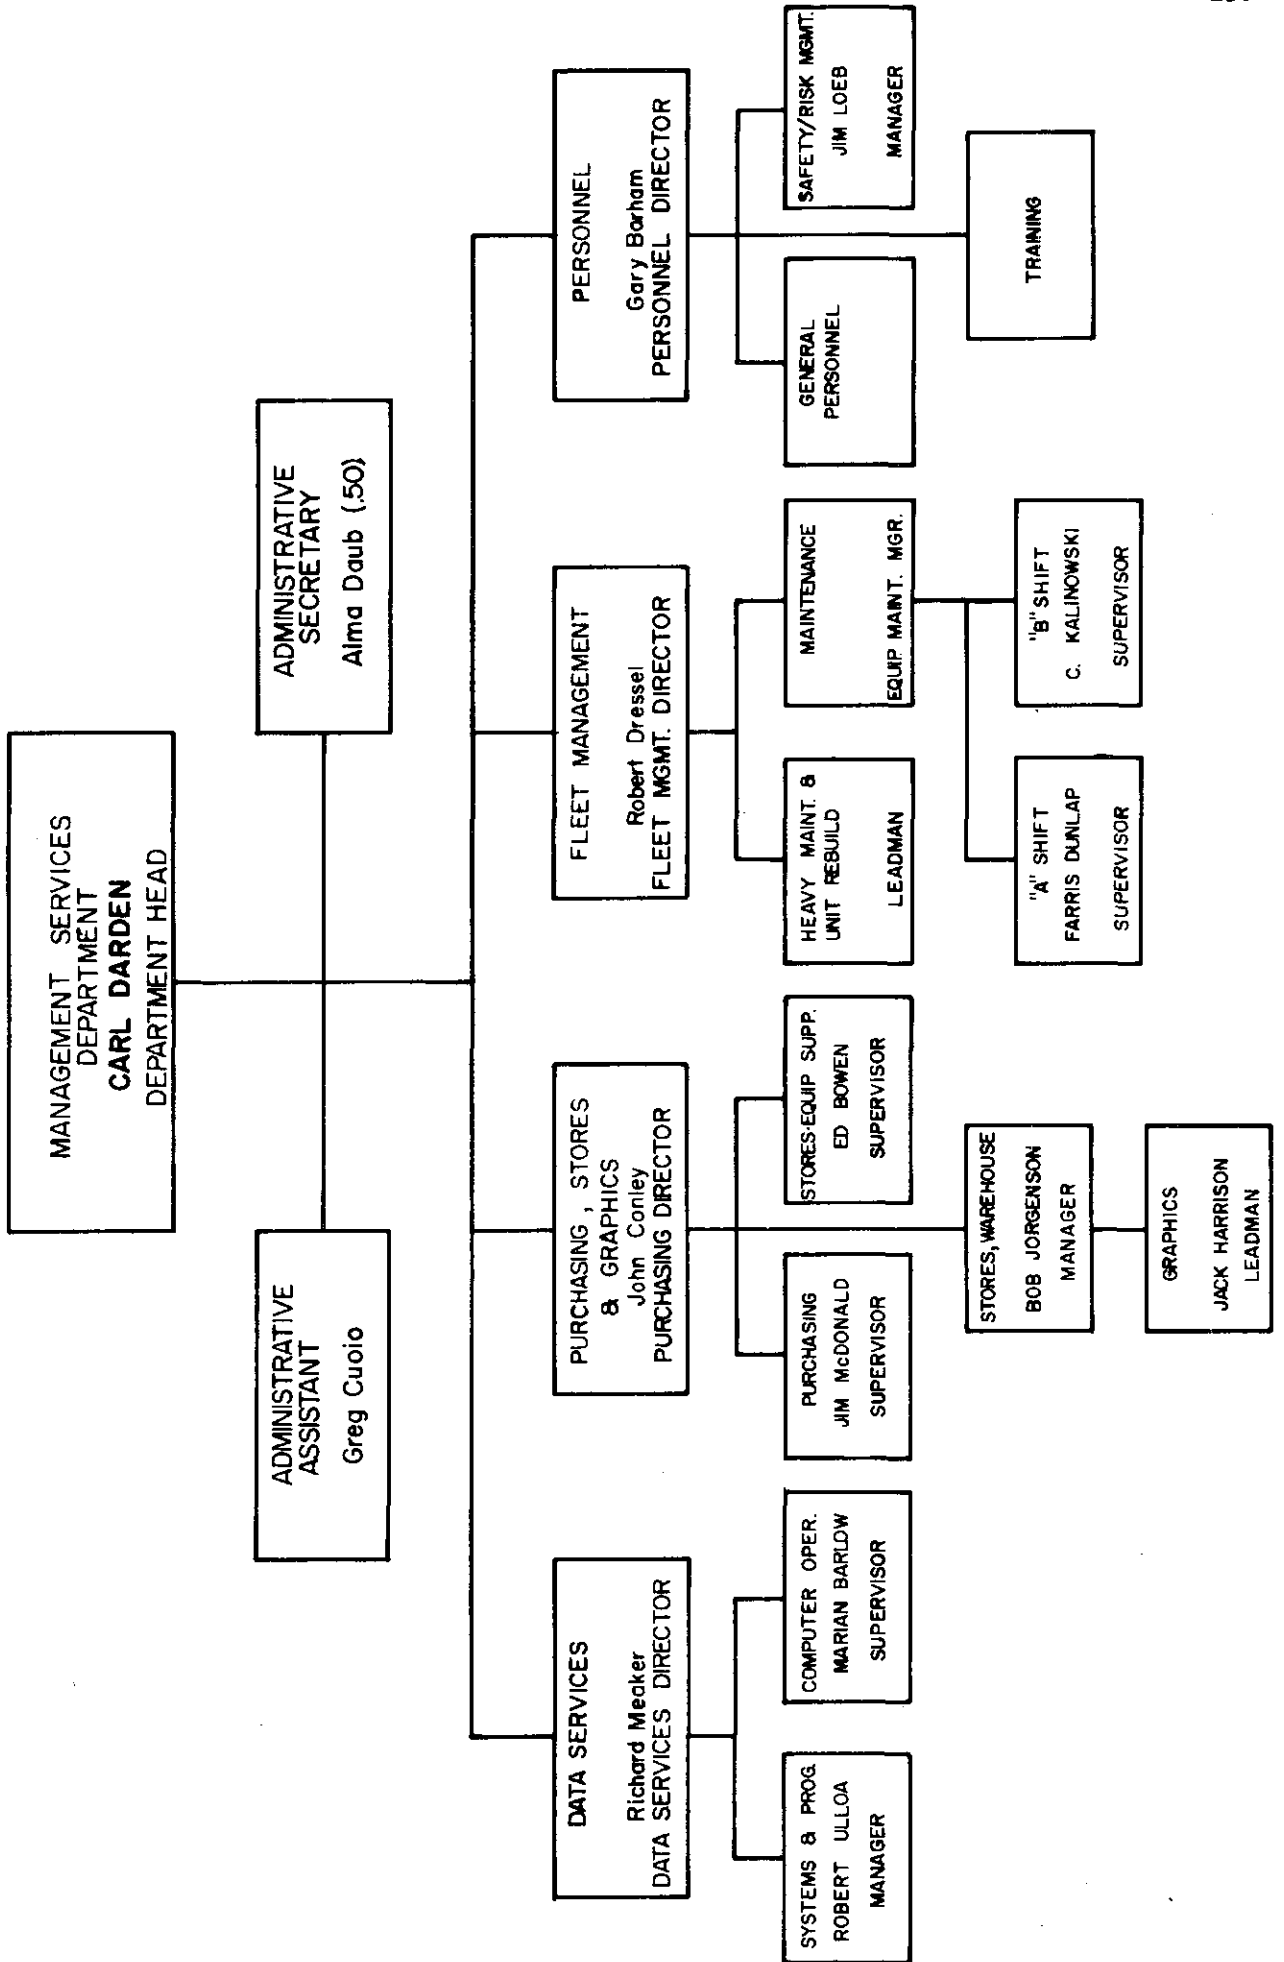 MANAGEMENT SERVICES
DEPARTMENT
CARL DARDEN
DEPARTMENT HEAD
ADMINISTRATIVE
ASSISTANT
Greg Cuoio
ADMINISTRATIVE
SECRETARY
Alma Daub (.50)
DATA SERVICES
Richard Meaker
DATA SERVICES DIRECTOR
PURCHASING, STORES
& GRAPHICS
John Conley
PURCHASING DIRECTOR
FLEET MANAGEMENT
Robert Dressel
FLEET MGMT. DIRECTOR
PERSONNEL
Gary Barham
PERSONNEL DIRECTOR
SYSTEMS & PROG.
ROBERT ULLOA
MANAGER
COMPUTER OPER.
MARIAN BARLOW
SUPERVISOR
PURCHASING
JIM McDONALD
SUPERVISOR
STORES-EQUIP SUPP.
ED BOWEN
SUPERVISOR
HEAVY MAINT. &
UNIT REBUILD
LEADMAN
MAINTENANCE
EQUIP MAINT. MGR.
GENERAL
PERSONNEL
SAFETY/RISK MGMT.
JIM LOEB
MANAGER
STORES, WAREHOUSE
BOB JORGENSON
MANAGER
"A" SHIFT
FARRIS DUNLAP
SUPERVISOR
"B" SHIFT
C. KALINOWSKI
SUPERVISOR
TRAINING
GRAPHICS
JACK HARRISON
LEADMAN